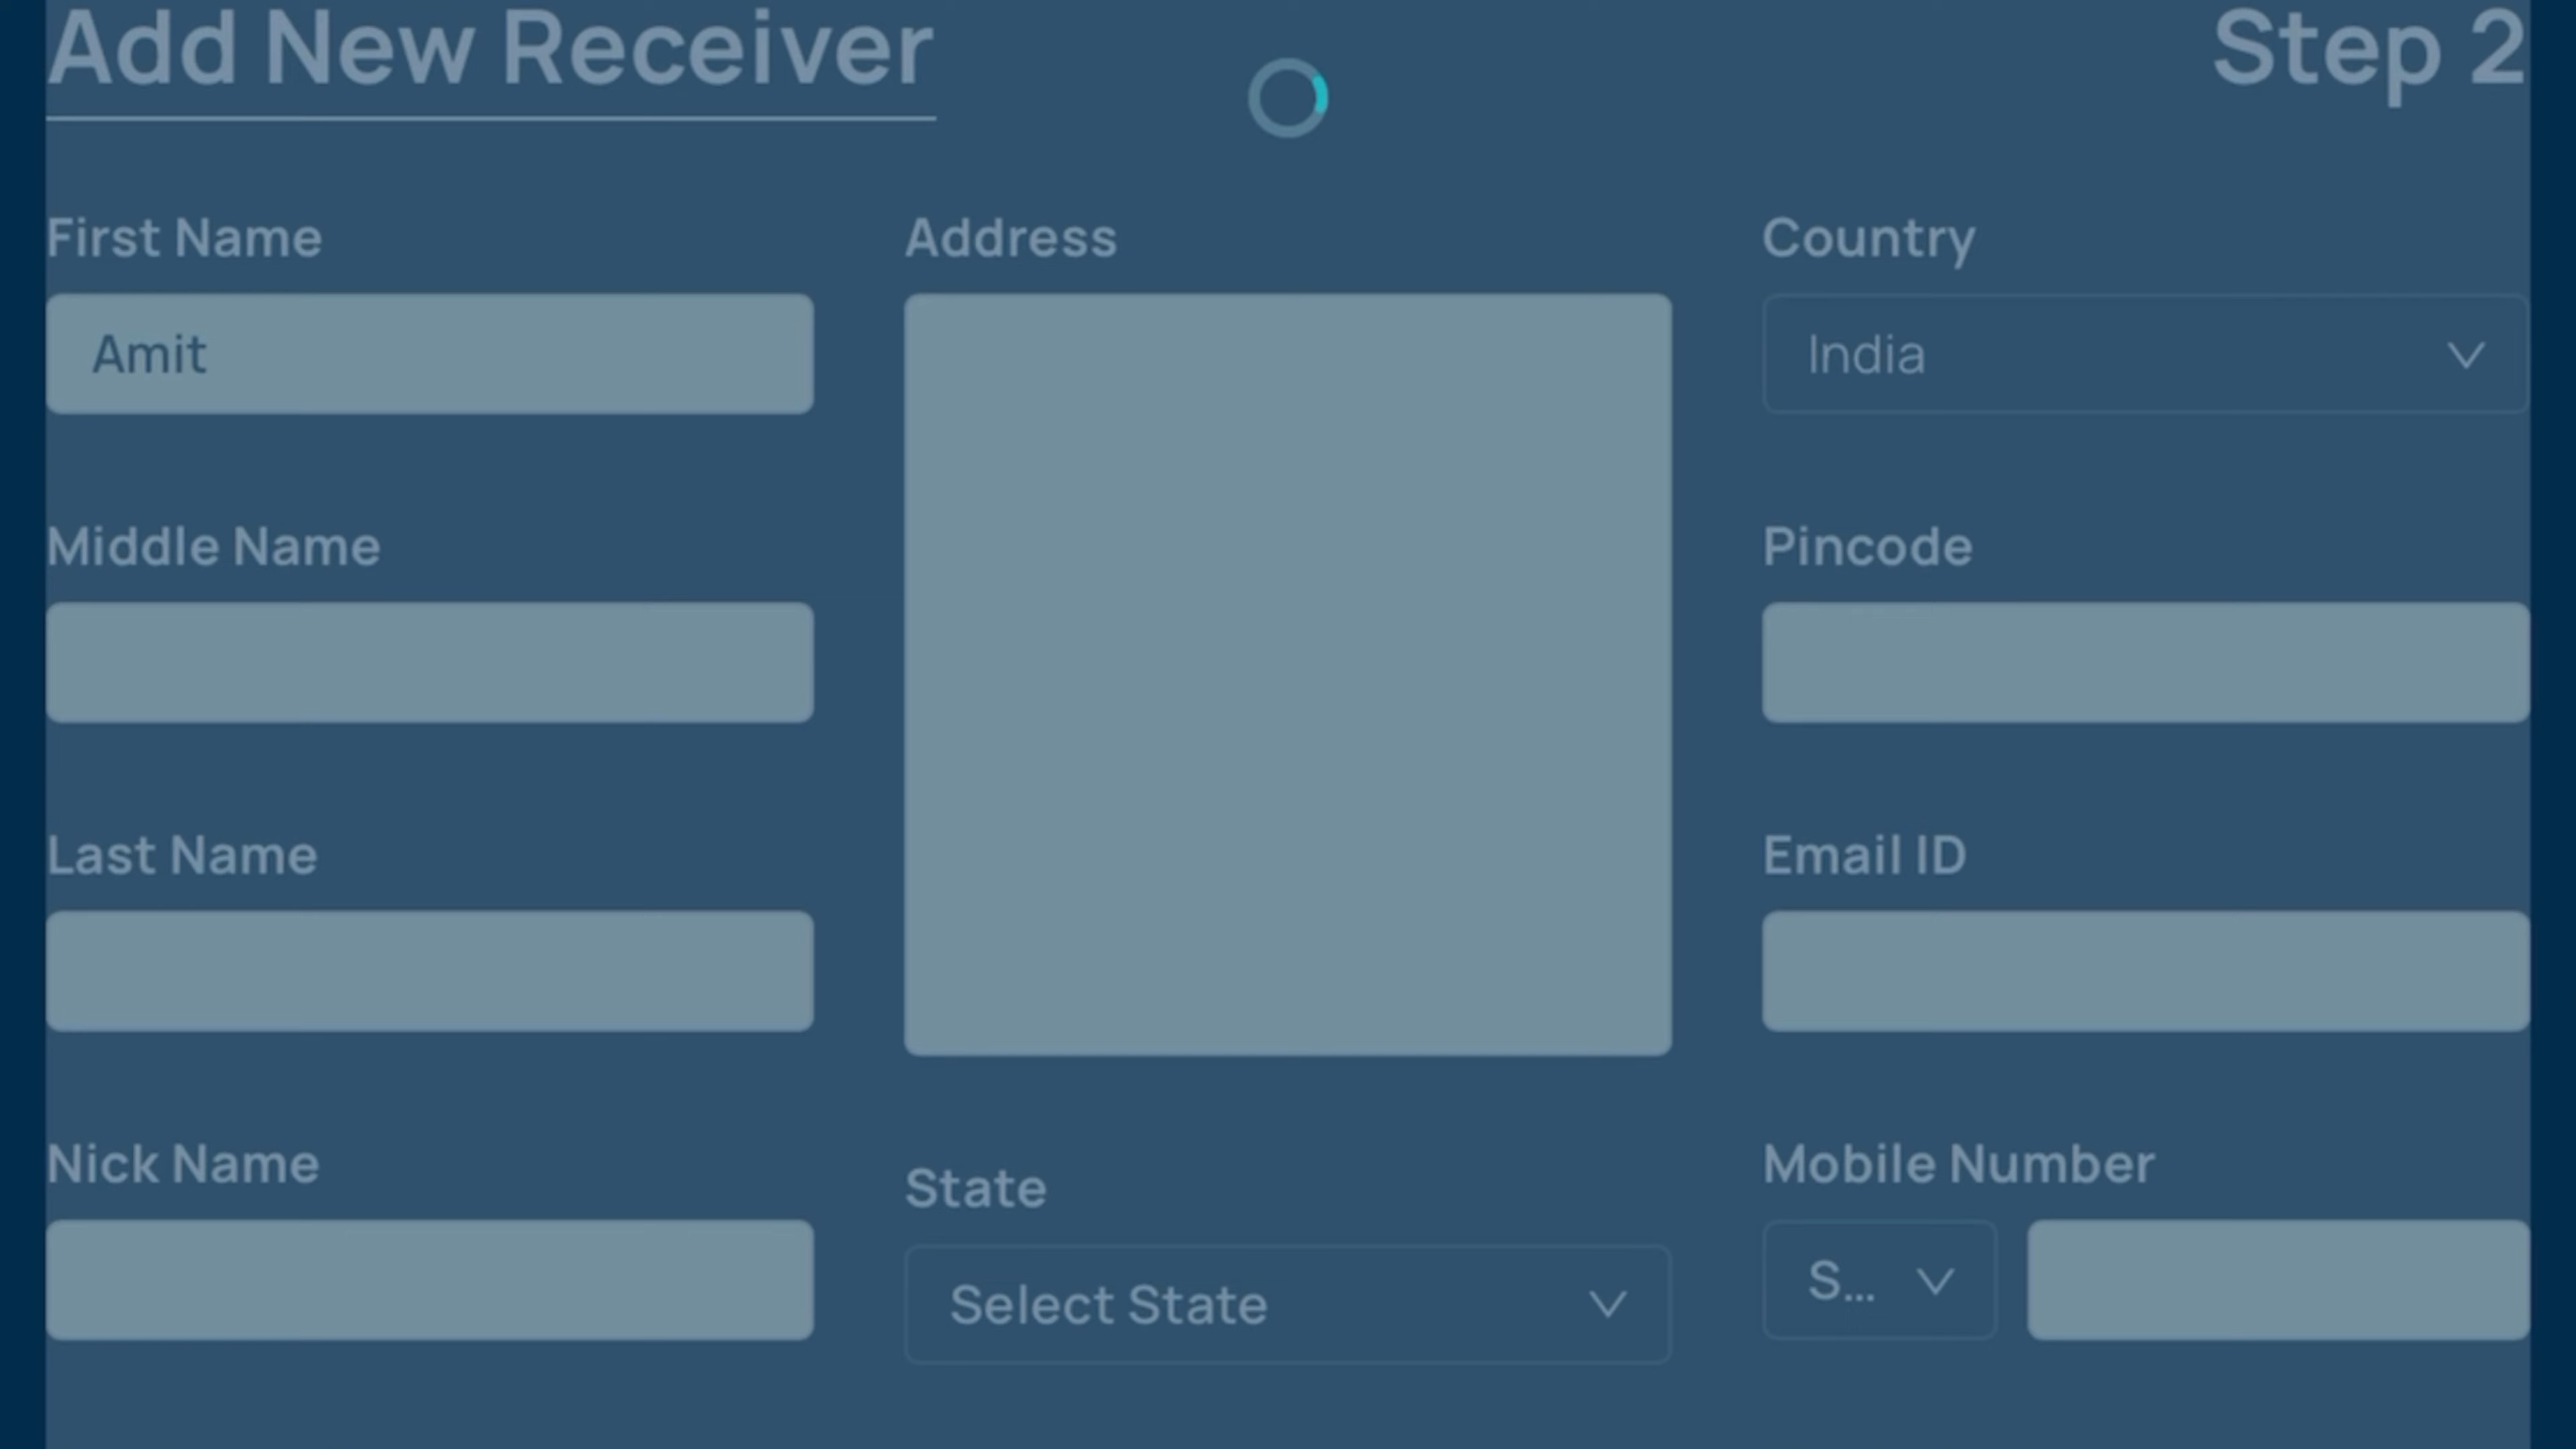 Add New Receiver
Step 2
First Name
Amit
Middle Name
Last Name
Nick Name
Address
State
Select State
Country
India
Pincode
Email ID
Mobile Number
S...